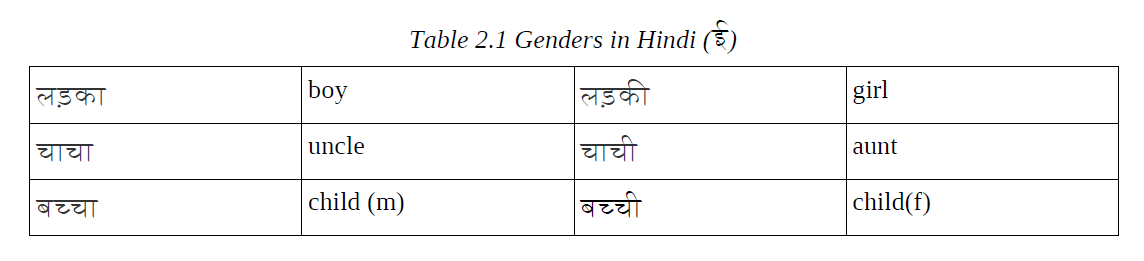 Table 2.1 Genders in Hindi (ई)
लड़का boy लड़की girl
चाचा uncle चाची aunt
बच्चा child (m) बच्ची child(f)